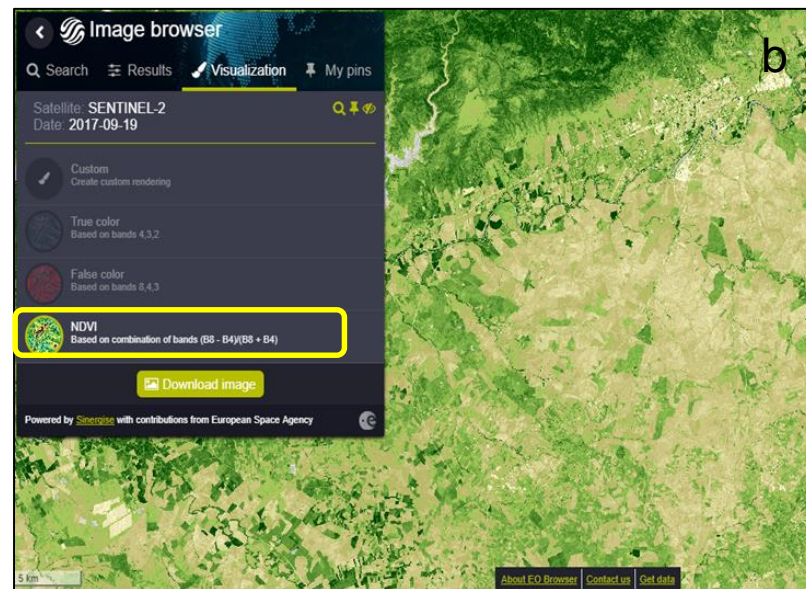 Image browser
b
Search Results Visualization My pins
Satellite: SENTINEL-2
Date: 2017-09-19
Custom
Create custom rendering
True color
Based on bands 4,3,2
False color
Based on bands 8,4,3
NDVI
Based on combination of bands (B8 - B4)/(B8 + B4)
Download image
Powered by Sinergise with contributions from European Space Agency
5 km
About EO Browser Contact us Get data